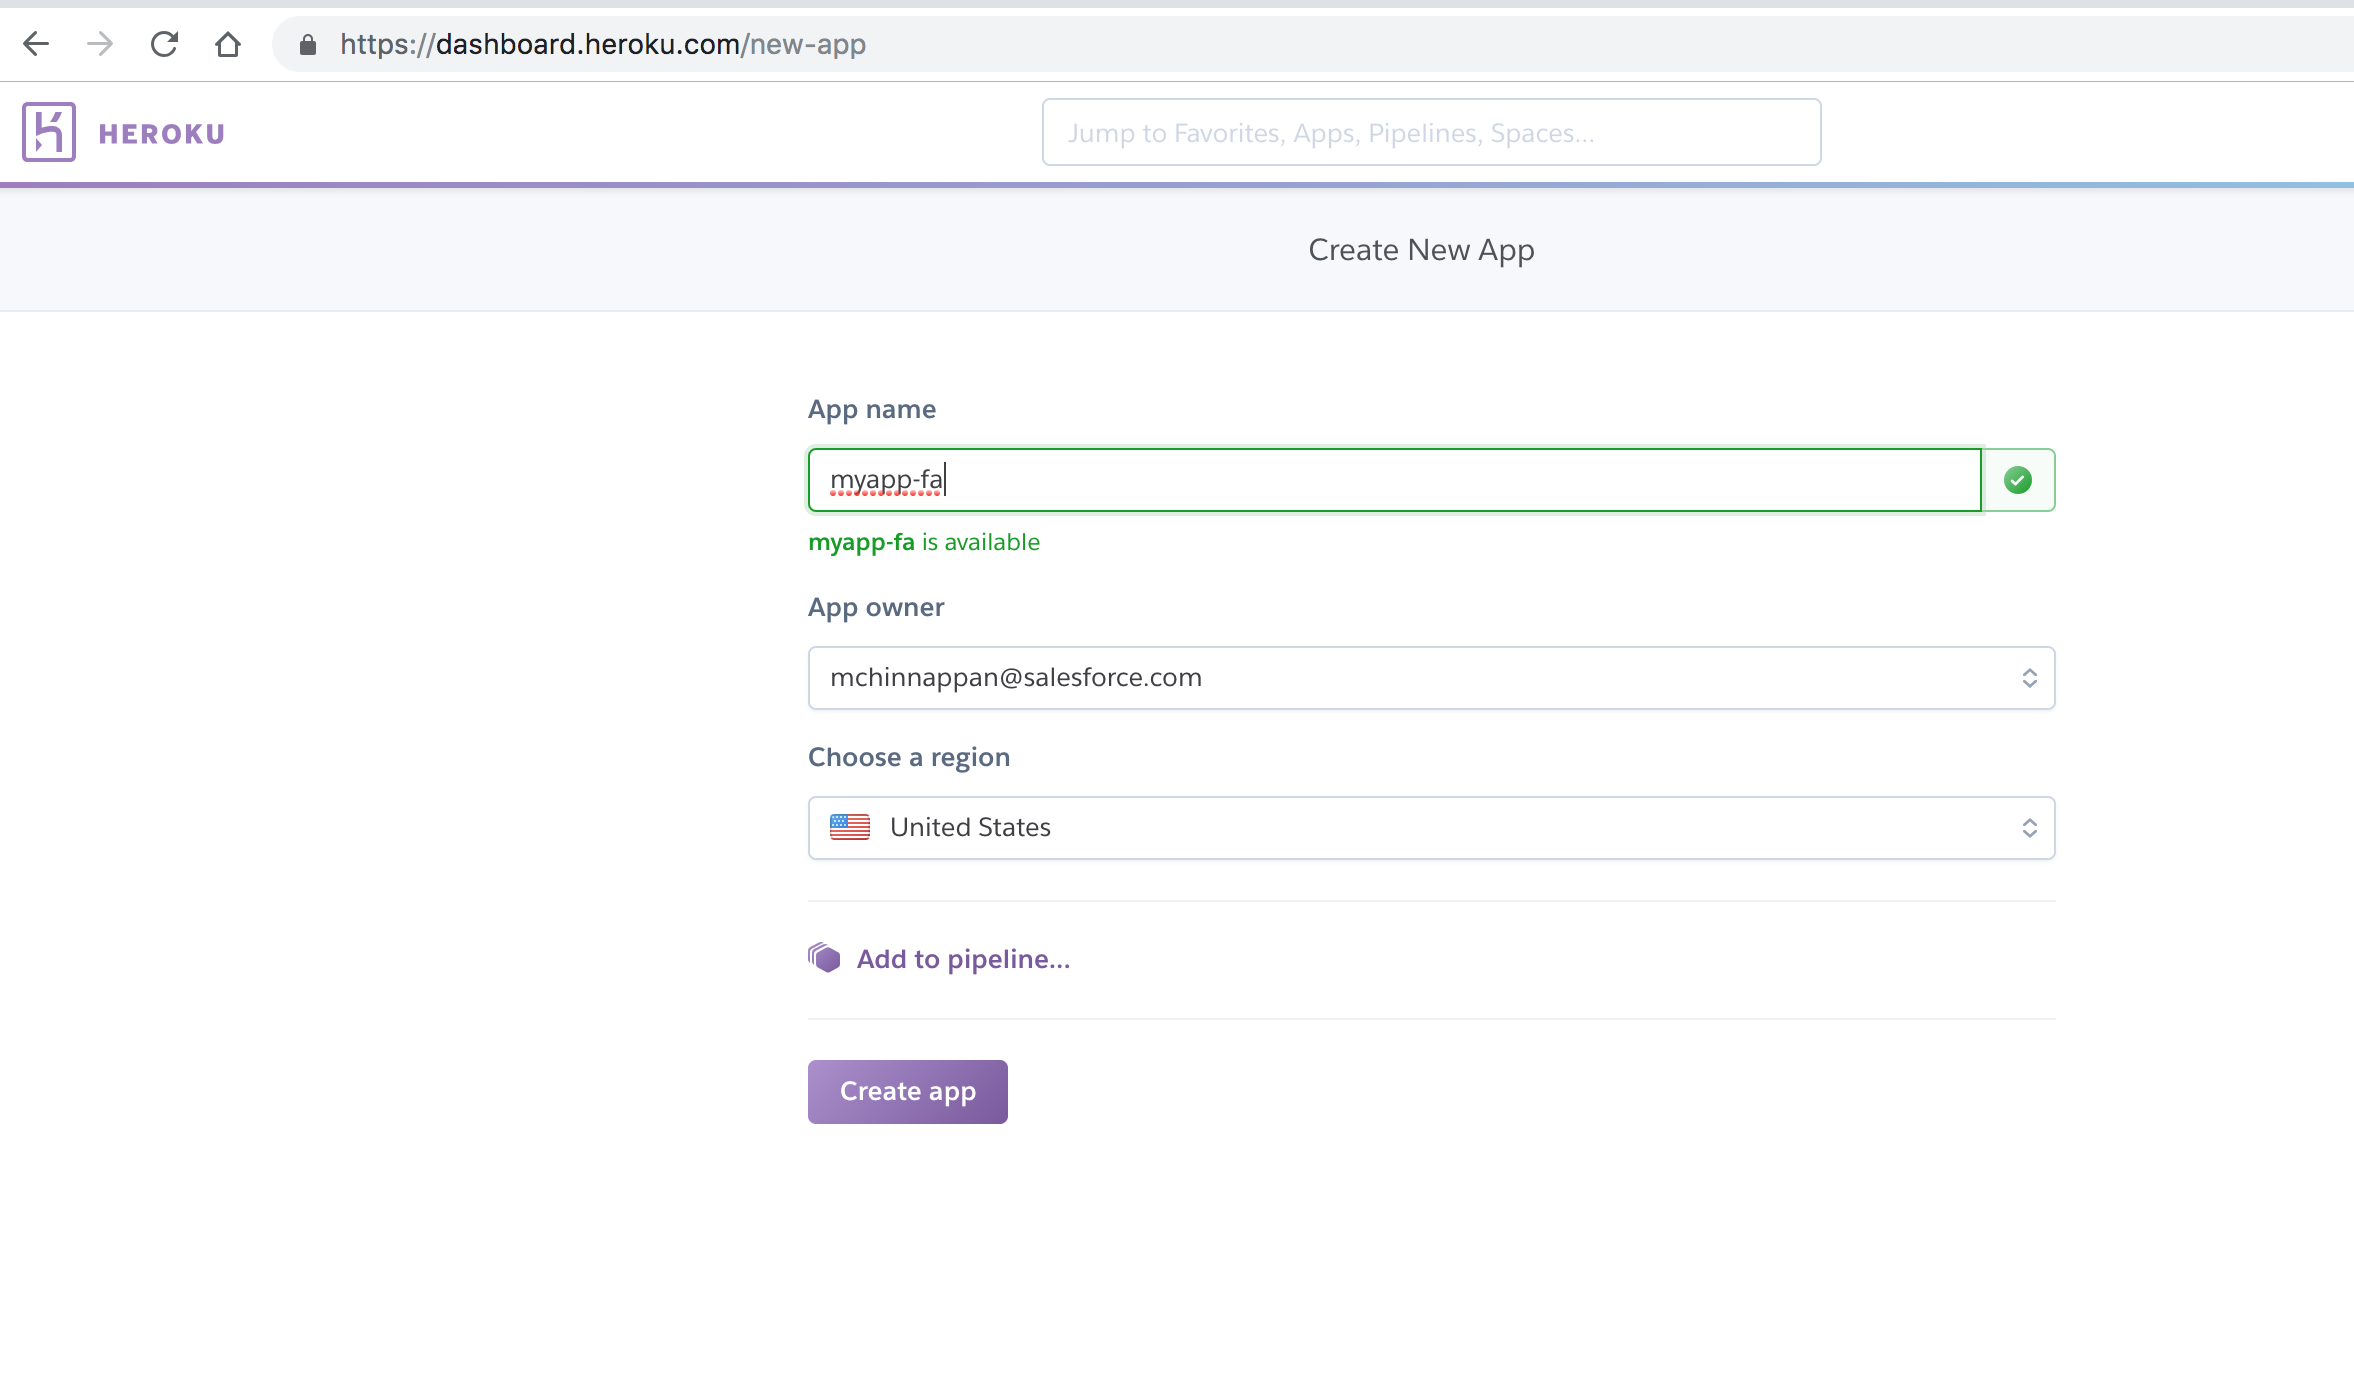 https://dashboard.heroku.com/new-app
HEROKU
Jump to Favorites, Apps, Pipelines, Spaces...
Create New App
App name
myapp-fa
myapp-fa is available
App owner
mchinnappan@salesforce.com
Choose a region
United States
Add to pipeline...
Create app